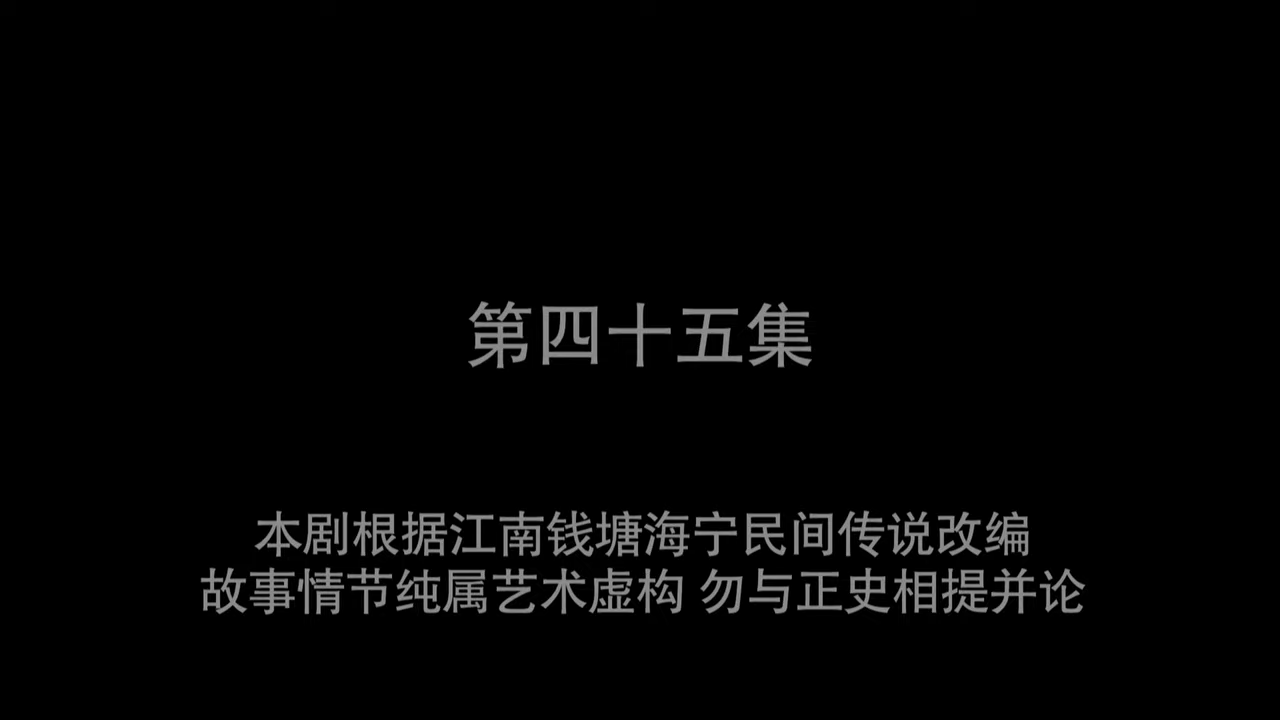 第四十五集
本剧根据江南钱塘海宁民间传说改编
故事情节纯属艺术虚构 勿与正史相提并论